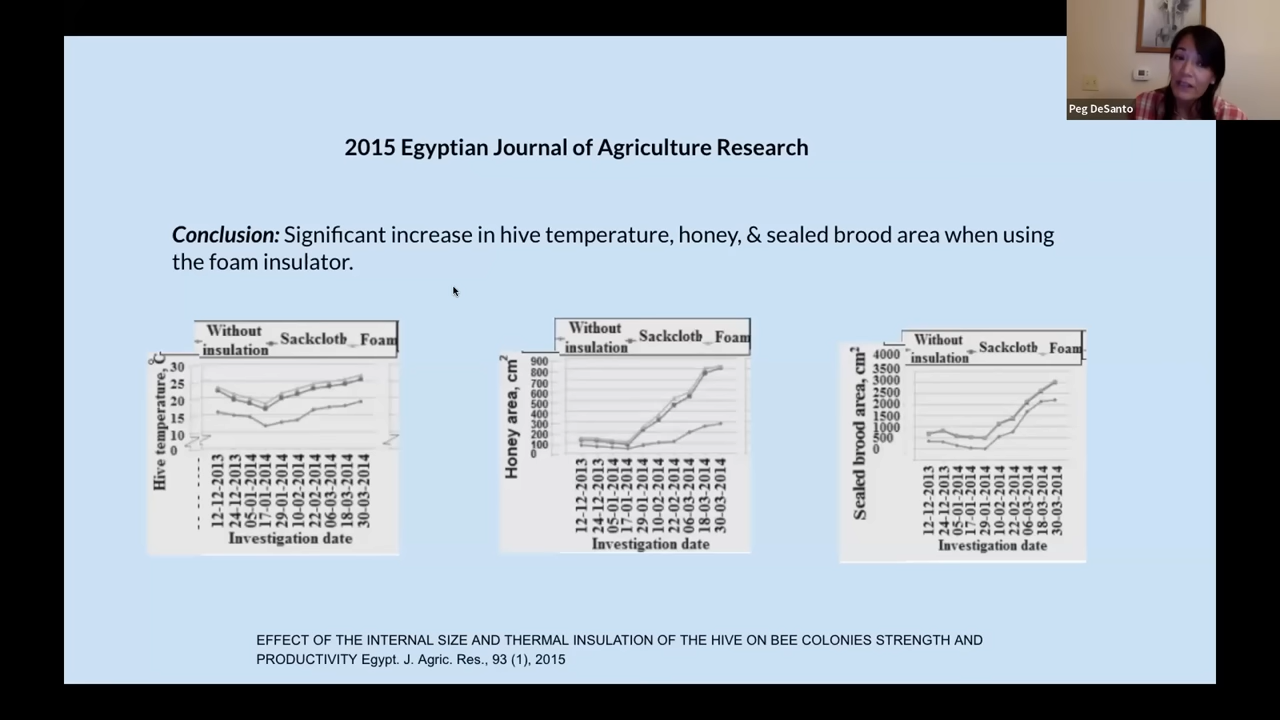 Peg DeSanto
2015 Egyptian Journal of Agriculture Research
Conclusion: Significant increase in hive temperature, honey, & sealed brood area when using
the foam insulator.
Without
insulation
Sackcloth
Foam
Hive temperature, °C
30
25
20
15
10
0
12-12-2013
24-12-2013
05-01-2014
17-01-2014
29-01-2014
10-02-2014
22-02-2014
06-03-2014
18-03-2014
30-03-2014
Investigation date
Without
insulation
Sackcloth
Foam
Honey area, cm²
900
800
700
600
500
400
300
200
100
0
12-12-2013
24-12-2013
05-01-2014
17-01-2014
29-01-2014
10-02-2014
22-02-2014
06-03-2014
18-03-2014
30-03-2014
Investigation date
Without
insulation
Sackcloth
Foam
Sealed brood area, cm²
4000
3500
3000
2500
2000
1500
1000
500
0
12-12-2013
24-12-2013
05-01-2014
17-01-2014
29-01-2014
10-02-2014
22-02-2014
06-03-2014
18-03-2014
30-03-2014
Investigation date
EFFECT OF THE INTERNAL SIZE AND THERMAL INSULATION OF THE HIVE ON BEE COLONIES STRENGTH AND
PRODUCTIVITY Egypt. J. Agric. Res., 93 (1), 2015